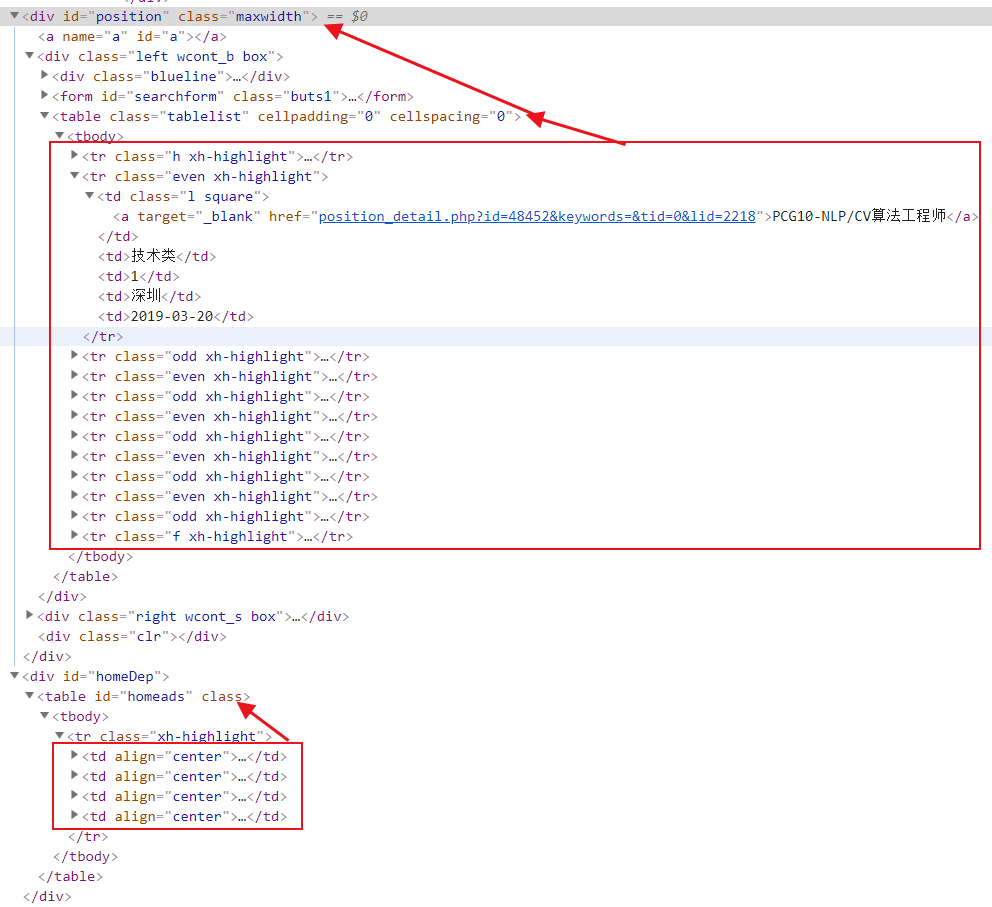 </div>
▼<div id="position" class="maxwidth"> == $0
<a name="a" id="a"></a>
▼<div class="left wcont_b box">
▶<div class="blueline">…</div>
▶<form id="searchform" class="buts1">…</form>
▼<table class="tablelist" cellpadding="0" cellspacing="0">
▼<tbody>
▶<tr class="h xh-highlight">…</tr>
▼<tr class="even xh-highlight">
▼<td class="l square">
<a target="_blank" href="position_detail.php?id=48452&keywords=&tid=0&lid=2218">PCG10-NLP/CV算法工程师</a>
</td>
<td>技术类</td>
<td>1</td>
<td>深圳</td>
<td>2019-03-20</td>
</tr>
▶<tr class="odd xh-highlight">…</tr>
▶<tr class="even xh-highlight">…</tr>
▶<tr class="odd xh-highlight">…</tr>
▶<tr class="even xh-highlight">…</tr>
▶<tr class="odd xh-highlight">…</tr>
▶<tr class="even xh-highlight">…</tr>
▶<tr class="odd xh-highlight">…</tr>
▶<tr class="even xh-highlight">…</tr>
▶<tr class="odd xh-highlight">…</tr>
▶<tr class="f xh-highlight">…</tr>
</tbody>
</table>
</div>
▶<div class="right wcont_s box">…</div>
<div class="clr"></div>
</div>
▼<div id="homeDep">
▼<table id="homeads" class>
▼<tbody>
▼<tr class="xh-highlight">
▶<td align="center">…</td>
▶<td align="center">…</td>
▶<td align="center">…</td>
▶<td align="center">…</td>
</tr>
</tbody>
</table>
</div>